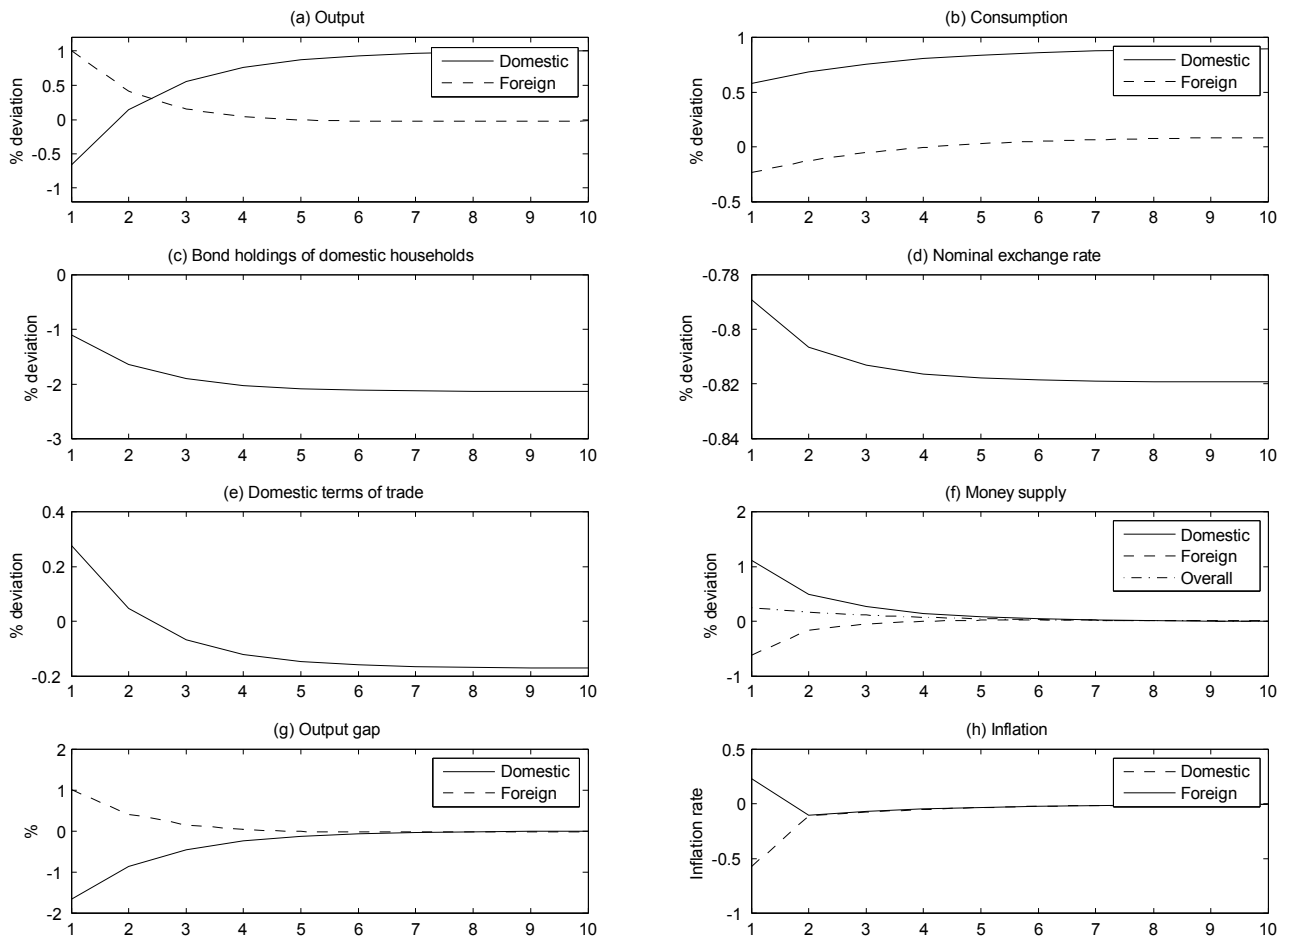 (a) Output
% deviation
1
0.5
0
-0.5
-1
Domestic
Foreign
1 2 3 4 5 6 7 8 9 10
(b) Consumption
% deviation
1
0.5
0
-0.5
Domestic
Foreign
1 2 3 4 5 6 7 8 9 10
(c) Bond holdings of domestic households
% deviation
0
-1
-2
-3
1 2 3 4 5 6 7 8 9 10
(d) Nominal exchange rate
% deviation
-0.78
-0.8
-0.82
-0.84
1 2 3 4 5 6 7 8 9 10
(e) Domestic terms of trade
% deviation
0.4
0.2
0
-0.2
1 2 3 4 5 6 7 8 9 10
(f) Money supply
% deviation
2
1
0
-1
Domestic
Foreign
Overall
1 2 3 4 5 6 7 8 9 10
(g) Output gap
%
2
1
0
-1
-2
Domestic
Foreign
1 2 3 4 5 6 7 8 9 10
(h) Inflation
Inflation rate
0.5
0
-0.5
-1
Domestic
Foreign
1 2 3 4 5 6 7 8 9 10